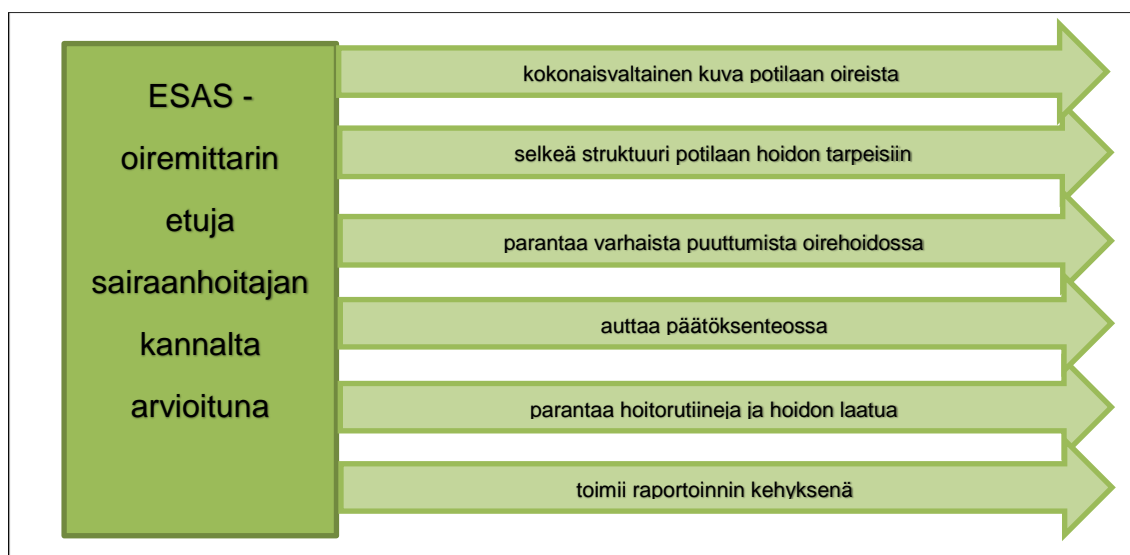 ESAS -
oiremittarin
etuja
sairaanhoitajan
kannalta
arvioituna
kokonaisvaltainen kuva potilaan oireista
selkeä struktuuri potilaan hoidon tarpeisiin
parantaa varhaista puuttumista oirehoidossa
auttaa päätöksenteossa
parantaa hoitorutiineja ja hoidon laatua
toimii raportoinnin kehyksenä